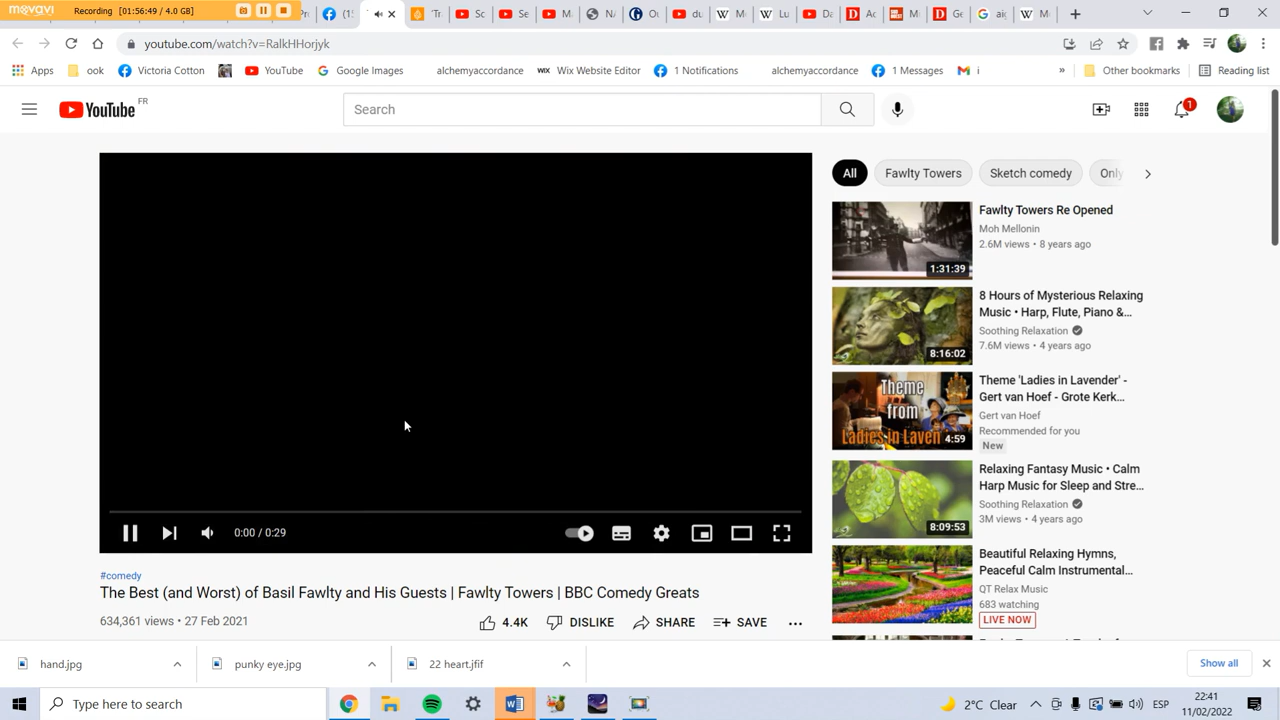 movavi Recording [01:56:49 / 4.0 GB]
youtube.com/watch?v=RalkHHorjyk
Apps ook Victoria Cotton YouTube Google Images alchemyaccordance Wix Website Editor 1 Notifications alchemyaccordance 1 Messages » Other bookmarks Reading list
YouTube FR
Search
1
All Fawlty Towers Sketch comedy Only
Fawlty Towers Re Opened
Moh Mellonin
2.6M views • 8 years ago
1:31:39
8 Hours of Mysterious Relaxing
Music • Harp, Flute, Piano &...
Soothing Relaxation
7.6M views • 4 years ago
8:16:02
Theme from Ladies in Laven
4:59
Theme 'Ladies in Lavender' -
Gert van Hoef - Grote Kerk...
Gert van Hoef
Recommended for you
New
Relaxing Fantasy Music • Calm
Harp Music for Sleep and Stre...
Soothing Relaxation
3M views • 4 years ago
8:09:53
Beautiful Relaxing Hymns,
Peaceful Calm Instrumental...
QT Relax Music
683 watching
LIVE NOW
0:00 / 0:29
#comedy
The Best (and Worst) of Basil Fawlty and His Guests | Fawlty Towers | BBC Comedy Greats
634,361 views • 27 Feb 2021
4.4K DISLIKE SHARE SAVE ...
hand.jpg punky eye.jpg 22 heart.jfif Show all
Type here to search
2°C Clear ESP
22:41
11/02/2022